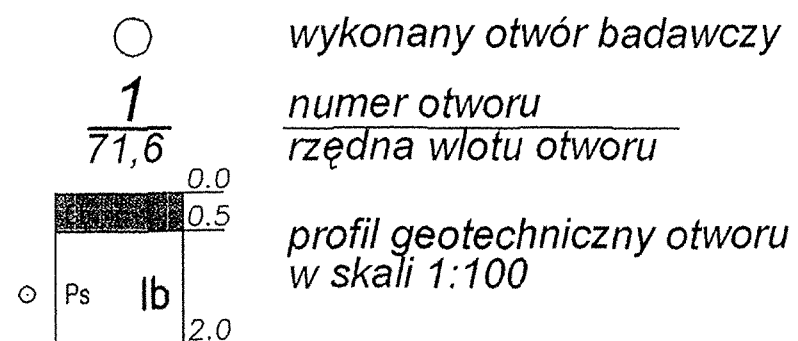 wykonany otwór badawczy
1 numer otworu
71,6 rzędna wlotu otworu
0.0
0.5
profil geotechniczny otworu
w skali 1:100
Ps Ib
2.0